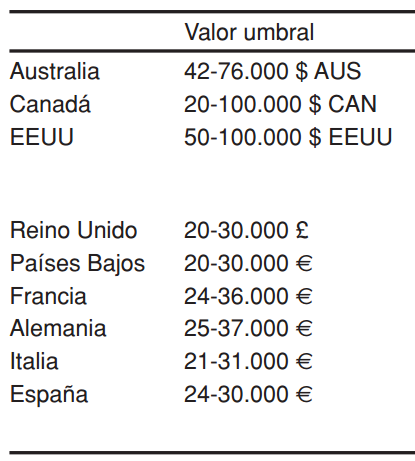 Valor umbral
Australia 42-76.000 $ AUS
Canadá 20-100.000 $ CAN
EEUU 50-100.000 $ EEUU
Reino Unido 20-30.000 £
Países Bajos 20-30.000 €
Francia 24-36.000 €
Alemania 25-37.000 €
Italia 21-31.000 €
España 24-30.000 €